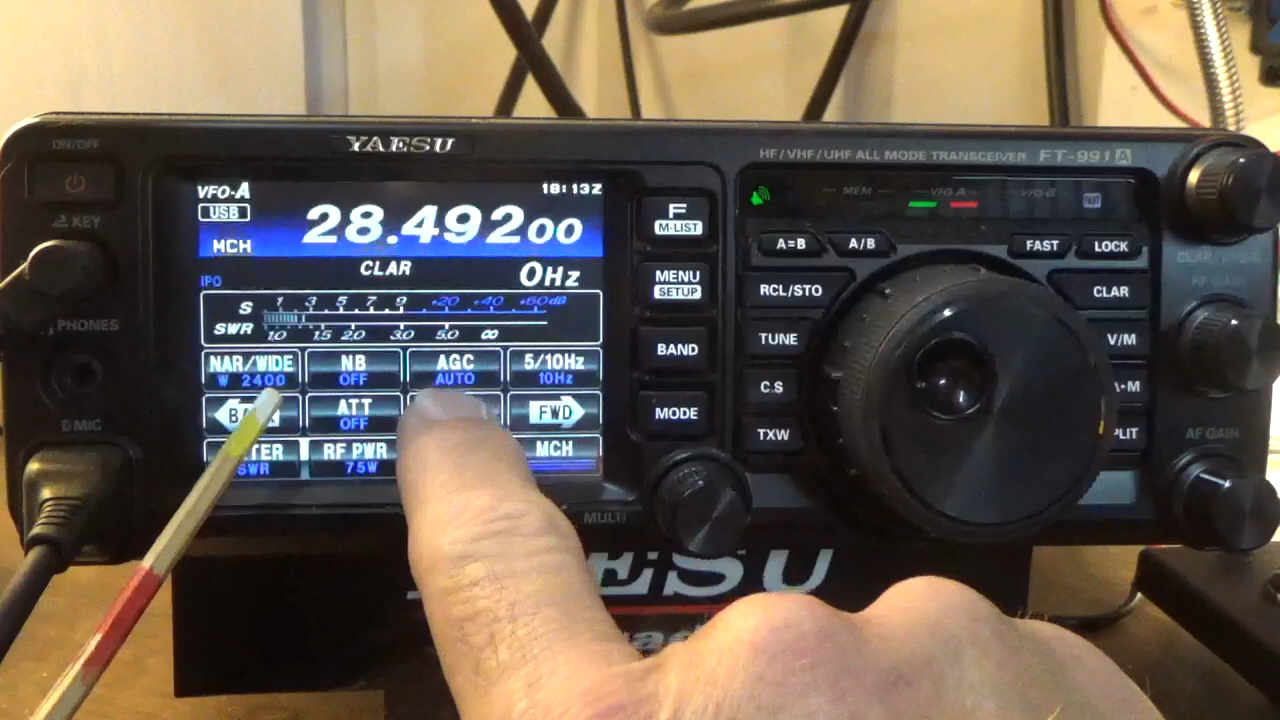 ON/OFF
YAESU
HF/VHF/UHF ALL MODE TRANSCEIVER FT-991A
VFO-A
18:13Z
USB
28.49200
MCH
CLAR 0Hz
IPO
S 1 3 5 7 9 +20 +40 +60dB
SWR 1.0 1.5 2.0 3.0 5.0 ∞
NAR/WIDE NB AGC 5/10Hz
W 2400 OFF AUTO 10Hz
ATT FWD
OFF
RF PWR MCH
SWR 75W
KEY
PHONES
MIC
F
M-LIST
MENU
SETUP
BAND
MODE
MULTI
MEM VFO-A VFO-B FAST
A=B A/B FAST LOCK
RCL/STO CLAR
TUNE V/M
C.S
TXW
AF GAIN
YAESU